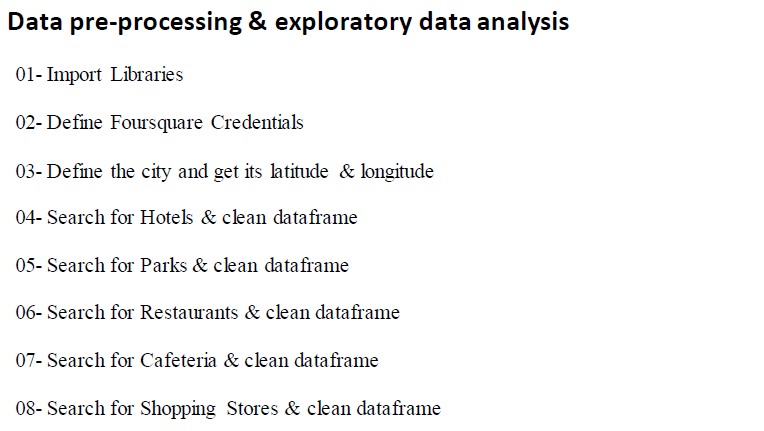 Data pre-processing & exploratory data analysis
01- Import Libraries
02- Define Foursquare Credentials
03- Define the city and get its latitude & longitude
04- Search for Hotels & clean dataframe
05- Search for Parks & clean dataframe
06- Search for Restaurants & clean dataframe
07- Search for Cafeteria & clean dataframe
08- Search for Shopping Stores & clean dataframe